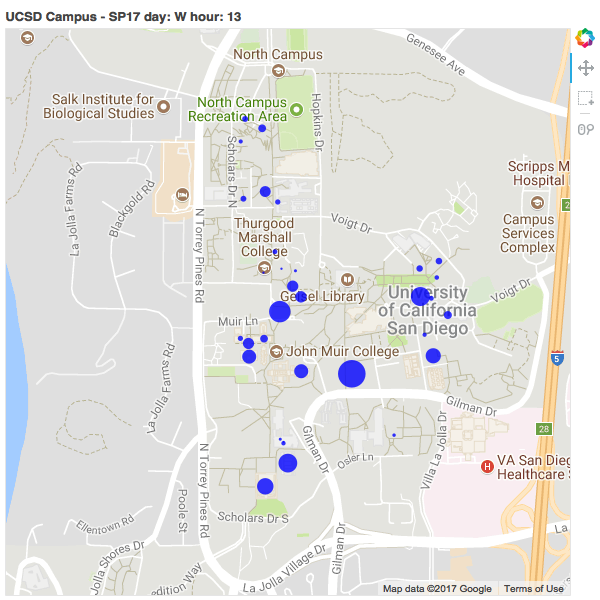 UCSD Campus - SP17 day: W hour: 13
Genesee Ave
North Campus
Salk Institute for
Biological Studies
North Campus
Recreation Area
Hopkins Dr
Scholars Dr N
La Jolla Farms Rd
Blackgold Rd
Scripps M
Hospital
2
Campus
Services
Complex
N Torrey Pines Rd
Voigt Dr
Thurgood
Marshall
College
Geisel Library
University
of California
San Diego
Voigt Dr
Muir Ln
John Muir College
5
La Jolla Farms Rd
Gilman Dr
28
Gilman Dr
Villa La Jolla Dr
N Torrey Pines Rd
Osler Ln
H
VA San Dieg
Healthcare
Poole St
Ellentown Rd
Scholars Dr S
La
La Jolla Shores Dr
Gilman Dr
La Jolla Village Dr
edition Way
Map data ©2017 Google
Terms of Use